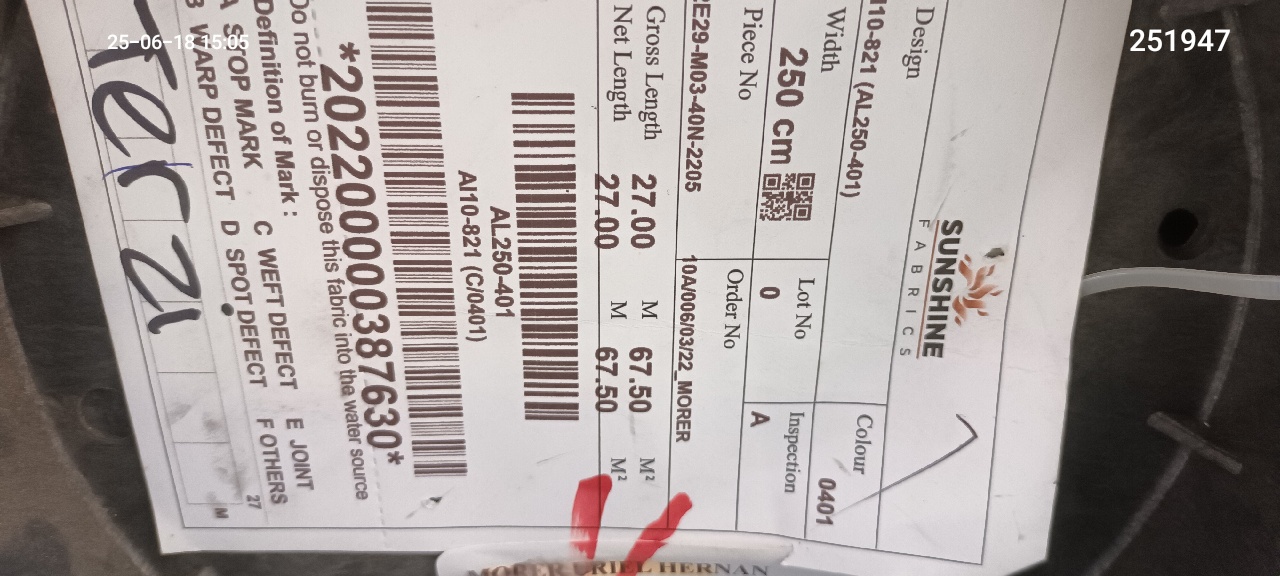 25-06-18 15:05
251947
SUNSHINE
FABRICS
Design
10-821 (AL250-401)
Colour
0401
Width
250 cm
Lot No
0
Inspection
A
Piece No
E29-M03-40N-2205
Order No
10A/006/03/22_MORER
Gross Length 27.00 M 67.50 M²
Net Length 27.00 M 67.50 M²
AL250-401
Al10-821 (C/0401)
*2022000000387630*
Do not burn or dispose this fabric into the water source
Definition of Mark :
A STOP MARK C WEFT DEFECT E JOINT
B WARP DEFECT D SPOT DEFECT F OTHERS
27
M
MORER URIEL HERNAN